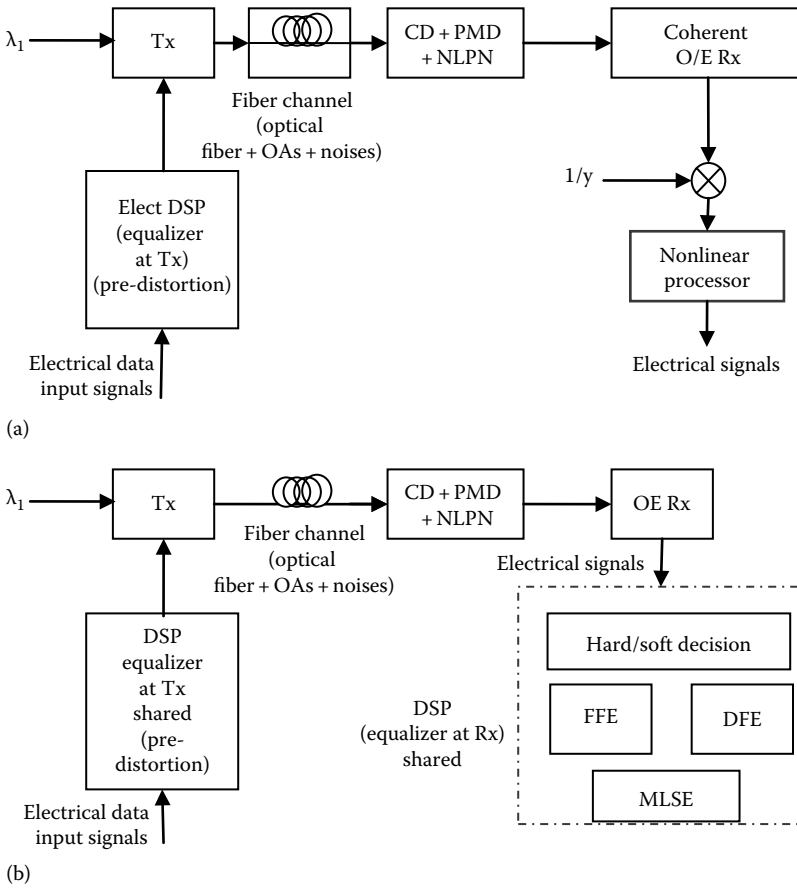 λ1
Tx
CD + PMD
+ NLPN
Coherent
O/E Rx
Fiber channel
(optical
fiber + OAs + noises)
1/y
Elect DSP
(equalizer
at Tx)
(pre-distortion)
Nonlinear
processor
Electrical data
input signals
Electrical signals
(a)
λ1
Tx
CD + PMD
+ NLPN
OE Rx
Fiber channel
(optical
fiber + OAs + noises)
Electrical signals
DSP
equalizer
at Tx
shared
(pre-
distortion)
Hard/soft decision
DSP
(equalizer at Rx)
shared
FFE
DFE
MLSE
Electrical data
input signals
(b)